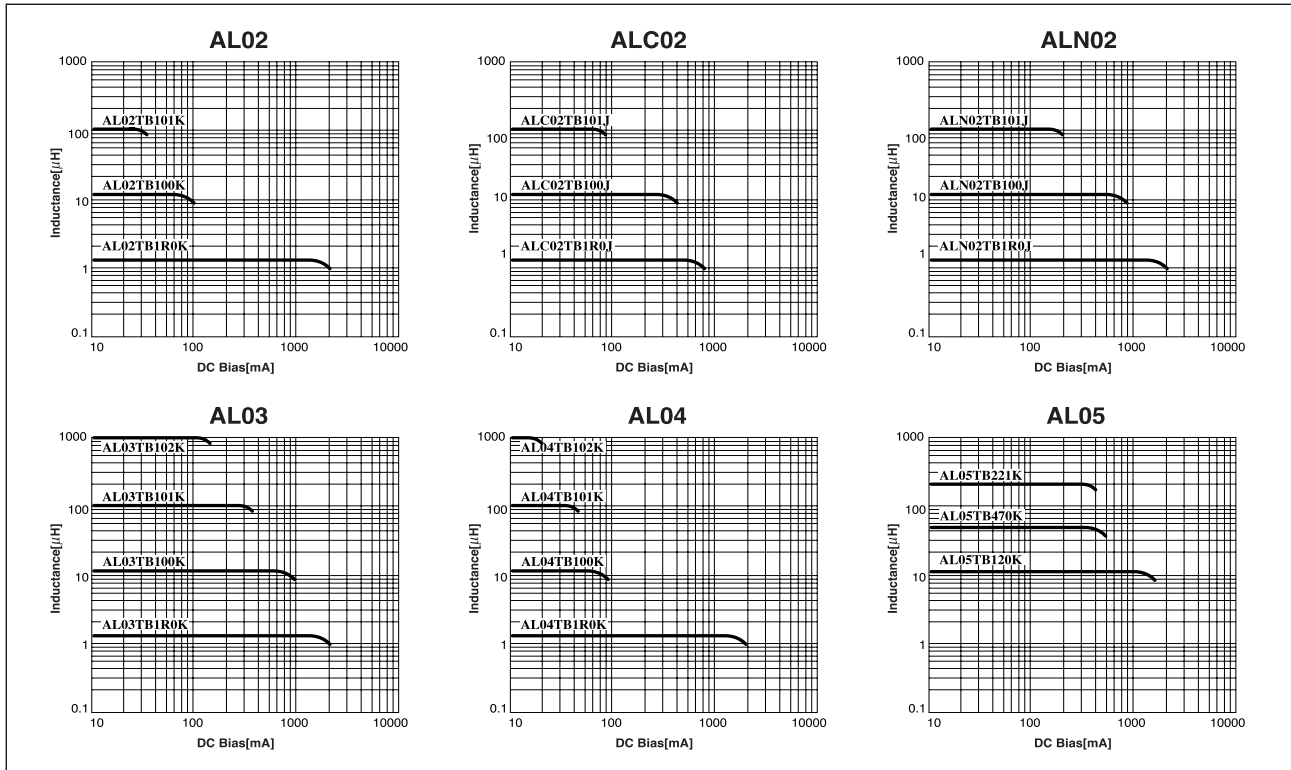 AL02
1000
100
10
1
0.1
Inductance[μH]
AL02TB101K
AL02TB100K
AL02TB1R0K
10 100 1000 10000
DC Bias[mA]
ALC02
1000
100
10
1
0.1
Inductance[μH]
ALC02TB101J
ALC02TB100J
ALC02TB1R0J
10 100 1000 10000
DC Bias[mA]
ALN02
1000
100
10
1
0.1
Inductance[μH]
ALN02TB101J
ALN02TB100J
ALN02TB1R0J
10 100 1000 10000
DC Bias[mA]
AL03
1000
100
10
1
0.1
Inductance[μH]
AL03TB102K
AL03TB101K
AL03TB100K
AL03TB1R0K
10 100 1000 10000
DC Bias[mA]
AL04
1000
100
10
1
0.1
Inductance[μH]
AL04TB102K
AL04TB101K
AL04TB100K
AL04TB1R0K
10 100 1000 10000
DC Bias[mA]
AL05
1000
100
10
1
0.1
Inductance[μH]
AL05TB221K
AL05TB470K
AL05TB120K
10 100 1000 10000
DC Bias[mA]